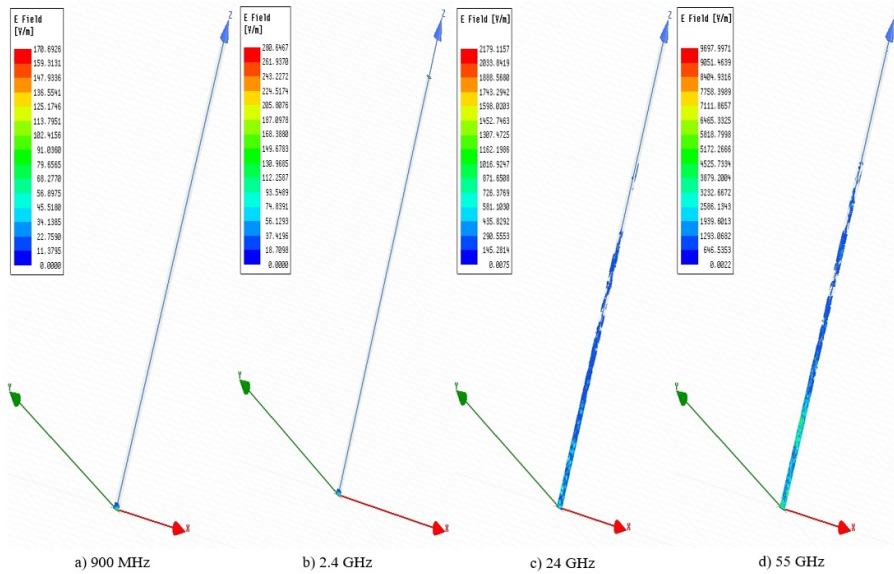 E Field
[V/m]
170.6926
159.3131
147.9336
136.5541
125.1746
113.7951
102.4156
91.0360
79.6565
68.2770
56.8975
45.5180
34.1385
22.7590
11.3795
0.0000
Z
Y
X
a) 900 MHz
E Field
[V/m]
280.6467
261.9370
243.2272
224.5174
205.8076
187.0978
168.3880
149.6783
130.9685
112.2587
93.5489
74.8391
56.1293
37.4196
18.7098
0.0000
Z
Y
X
b) 2.4 GHz
E Field
[V/m]
2179.1157
2033.8419
1888.5680
1743.2942
1598.0203
1452.7463
1307.4725
1162.1986
1016.9247
871.6508
726.3769
581.1030
435.8292
290.5553
145.2814
0.0075
Z
Y
X
c) 24 GHz
E Field
[V/m]
9697.9971
9051.4639
8404.9316
7758.3989
7111.8657
6465.3325
5818.7998
5172.2666
4525.7334
3879.2004
3232.6672
2586.1343
1939.6013
1293.0682
646.5353
0.0022
Z
Y
X
d) 55 GHz